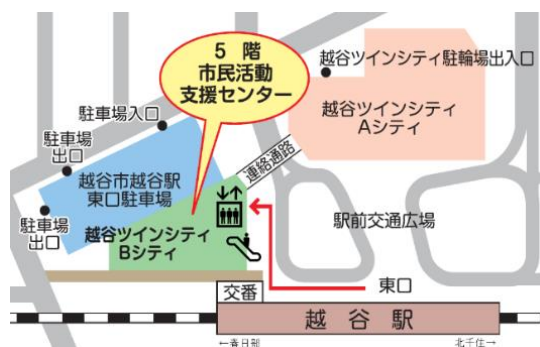 5 階
市民活動
支援センター
越谷ツインシティ駐輪場出入口
越谷ツインシティ
Aシティ
駐車場入口
駐車場
出口
連絡通路
越谷市越谷駅
東口駐車場
駐車場
出口
越谷ツインシティ
Bシティ
駅前交通広場
交番
東口
越 谷 駅
←春日部
北千住→